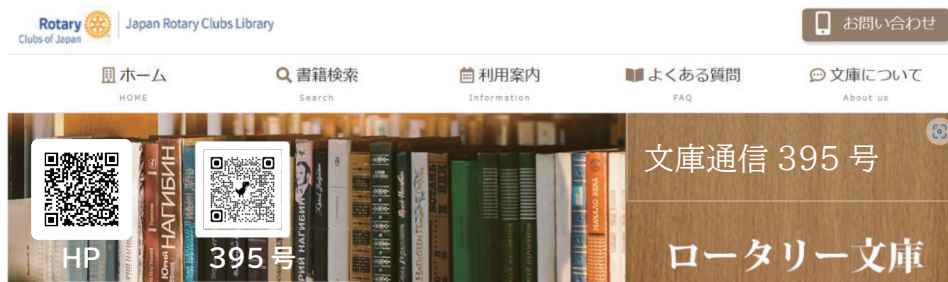 Rotary
Clubs of Japan
Japan Rotary Clubs Library
お問い合わせ
ホーム
HOME
書籍検索
Search
利用案内
Information
よくある質問
FAQ
文庫について
About us
文庫通信 395 号
НАГИБИН
Юрий
HP
395 号
ロータリー文庫